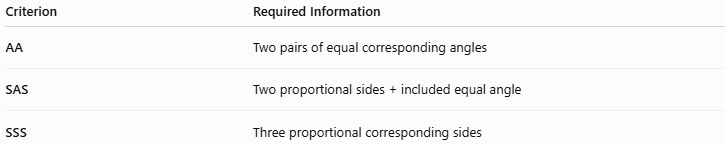 Criterion Required Information
AA Two pairs of equal corresponding angles
SAS Two proportional sides + included equal angle
SSS Three proportional corresponding sides